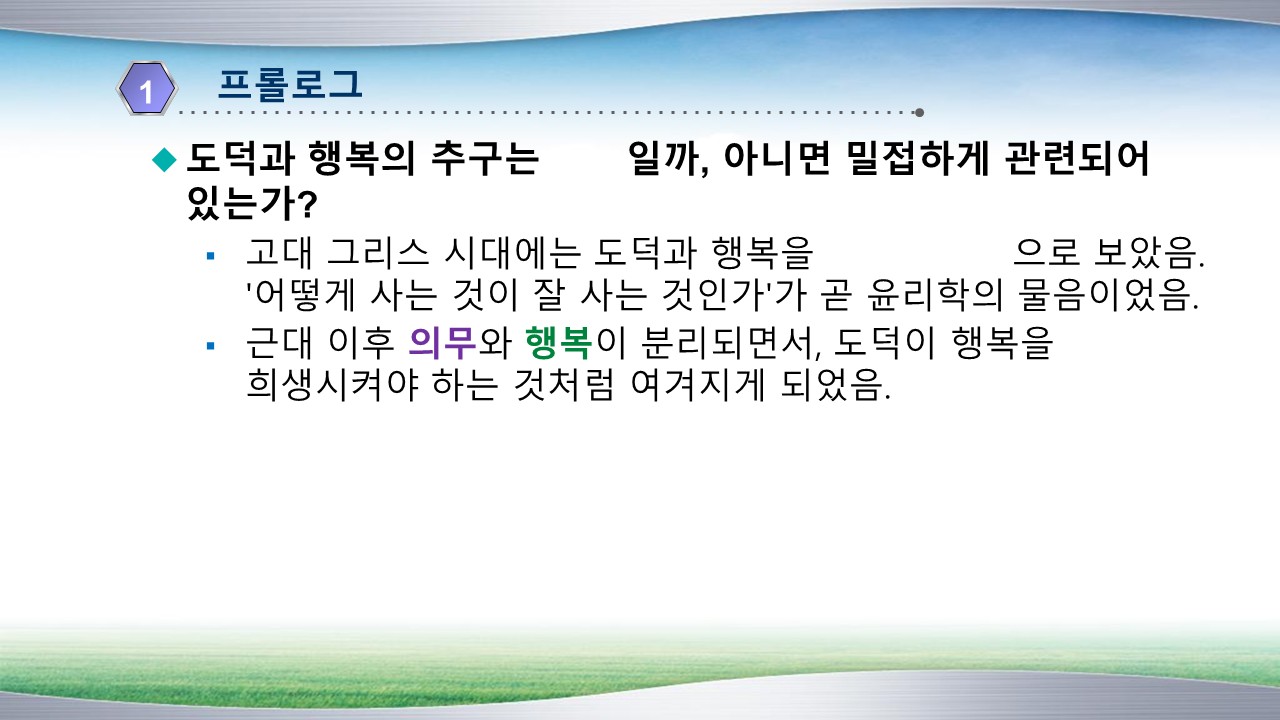 1 프롤로그
도덕과 행복의 추구는 일까, 아니면 밀접하게 관련되어
있는가?
고대 그리스 시대에는 도덕과 행복을 으로 보았음.
'어떻게 사는 것이 잘 사는 것인가'가 곧 윤리학의 물음이었음.
근대 이후 의무와 행복이 분리되면서, 도덕이 행복을
희생시켜야 하는 것처럼 여겨지게 되었음.